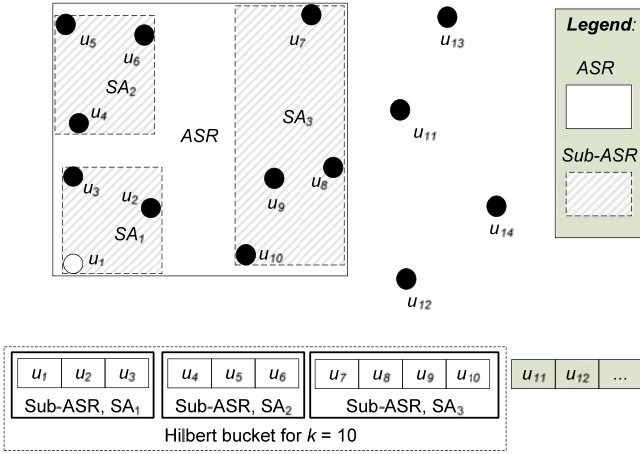 u5
u6
SA2
u4
ASR
u7
SA3
u8
u9
u10
u3
u2
SA1
u1
u13
u11
u14
u12
Legend:
ASR
Sub-ASR
u1 u2 u3
Sub-ASR, SA1
u4 u5 u6
Sub-ASR, SA2
u7 u8 u9 u10
Sub-ASR, SA3
u11 u12 ...
Hilbert bucket for k = 10